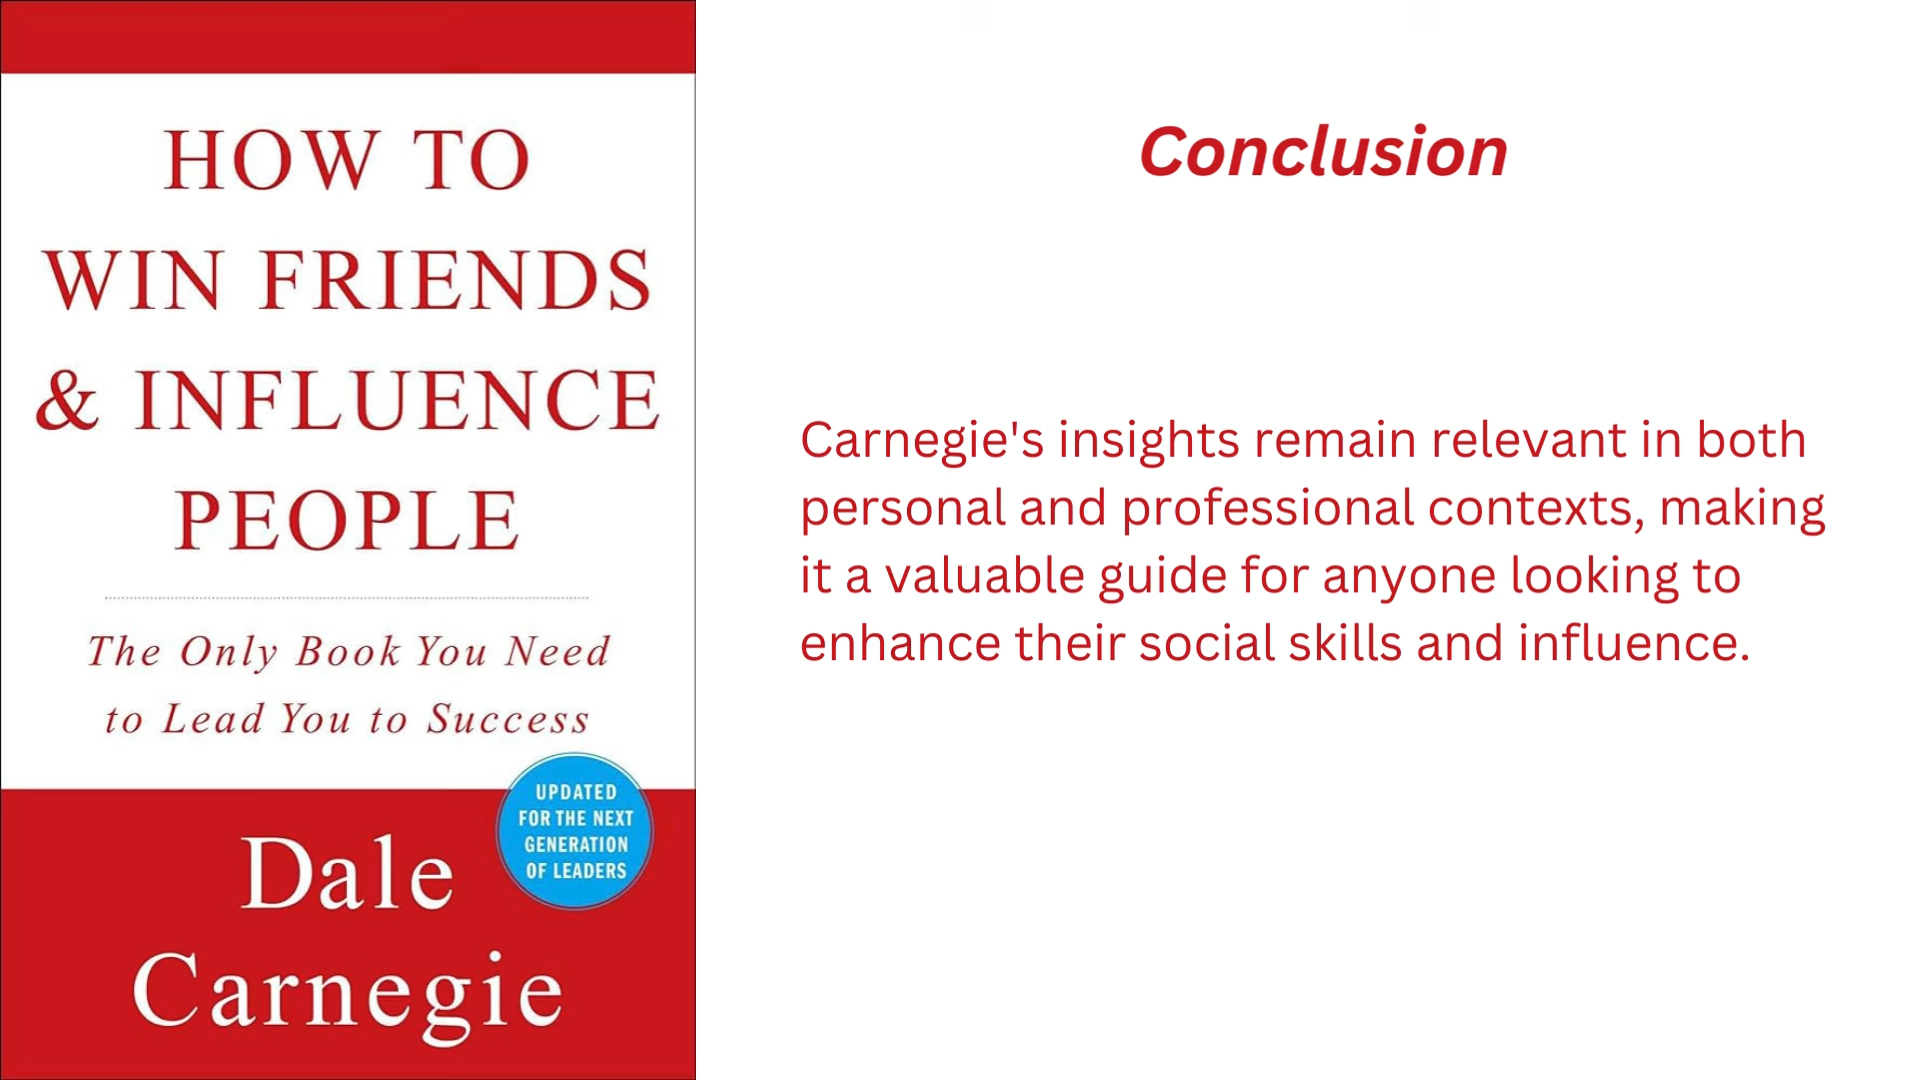 HOW TO
WIN FRIENDS
& INFLUENCE
PEOPLE
The Only Book You Need
to Lead You to Success
UPDATED
FOR THE NEXT
GENERATION
OF LEADERS
Dale
Carnegie
Conclusion
Carnegie's insights remain relevant in both
personal and professional contexts, making
it a valuable guide for anyone looking to
enhance their social skills and influence.